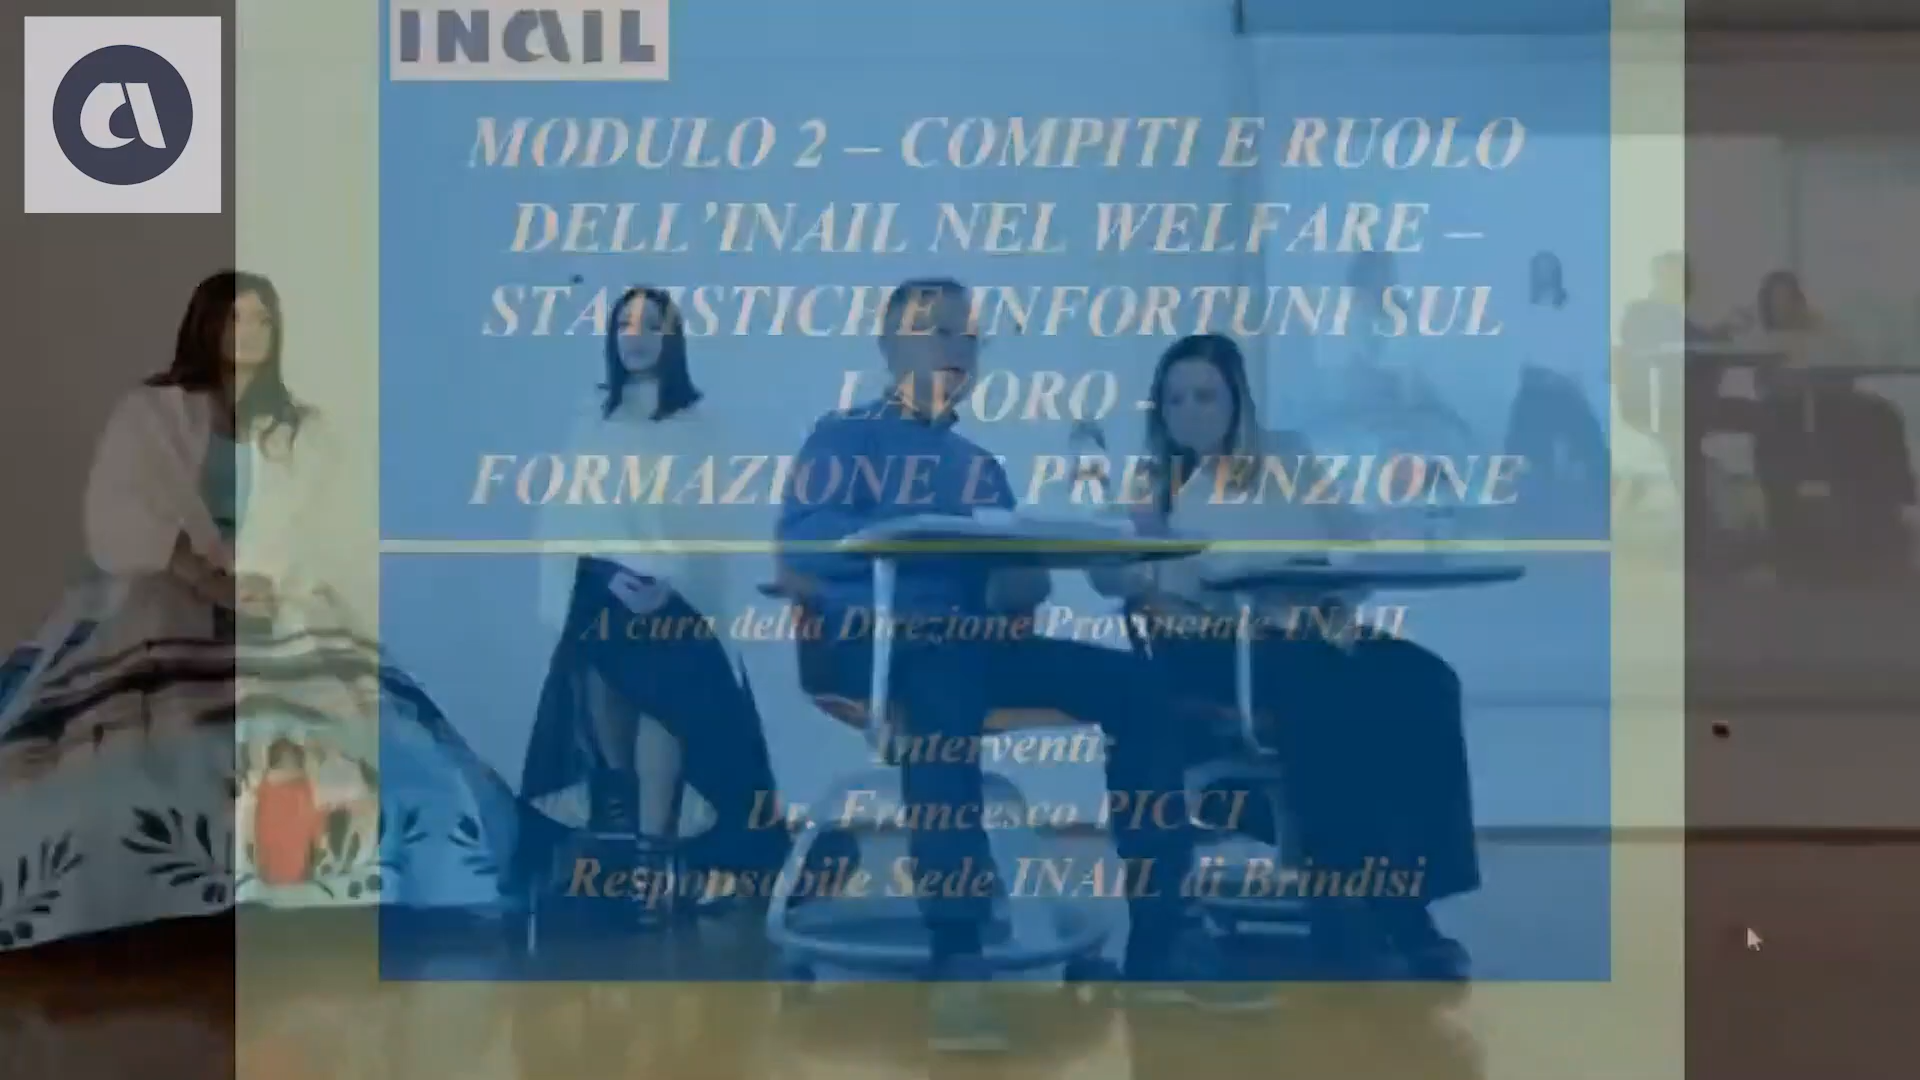 INAIL
MODULO 2 – COMPITI E RUOLO
DELL'INAIL NEL WELFARE –
STATISTICHE INFORTUNI SUL
LAVORO -
FORMAZIONE E PREVENZIONE
A cura della Direzione Provinciale INAIL
Interventi:
Dr. Francesco PICCI
Responsabile Sede INAIL di Brindisi